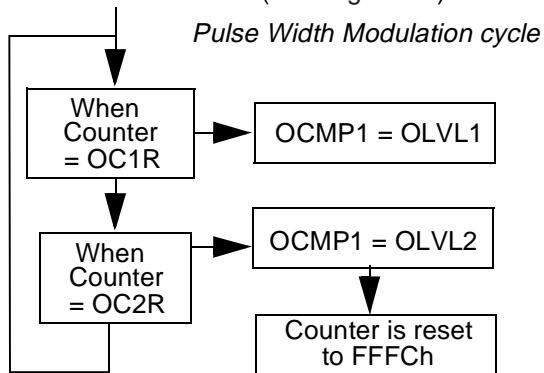 Pulse Width Modulation cycle
When
Counter
= OC1R
OCMP1 = OLVL1
When
Counter
= OC2R
OCMP1 = OLVL2
Counter is reset
to FFFCh